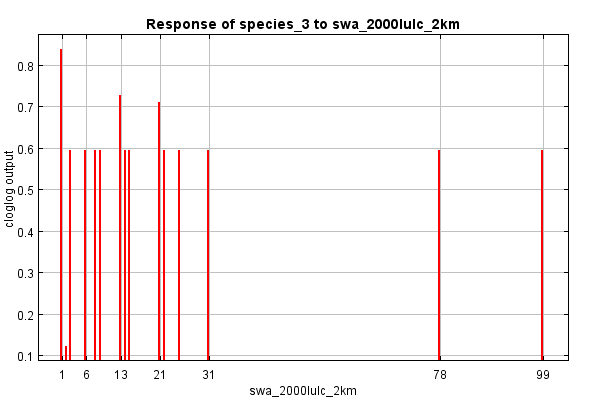 Response of species_3 to swa_2000lulc_2km
cloglog output
0.8
0.7
0.6
0.5
0.4
0.3
0.2
0.1
1 6 13 21 31 78 99
swa_2000lulc_2km